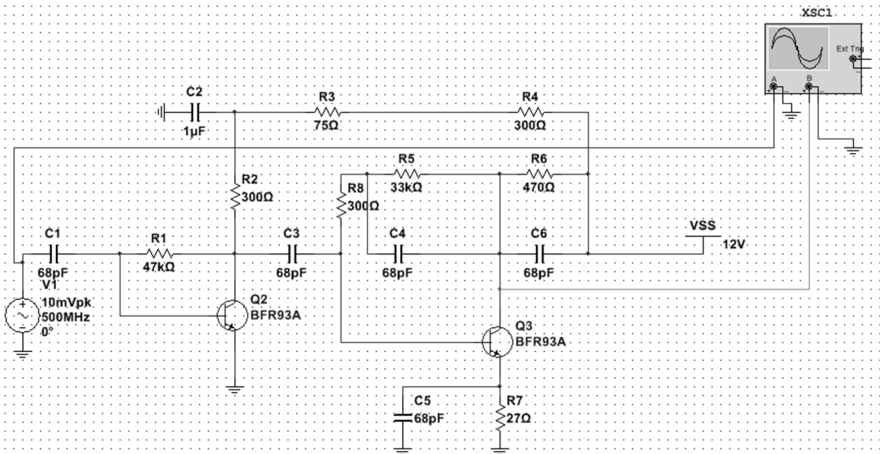 XSC1
Ext Trig
A
B
C2
1µF
R3
75Ω
R4
300Ω
R2
300Ω
R5
33kΩ
R6
470Ω
R8
300Ω
C1
68pF
R1
47kΩ
C3
68pF
C4
68pF
C6
68pF
VSS
12V
V1
10mVpk
500MHz
0°
Q2
BFR93A
Q3
BFR93A
C5
68pF
R7
27Ω